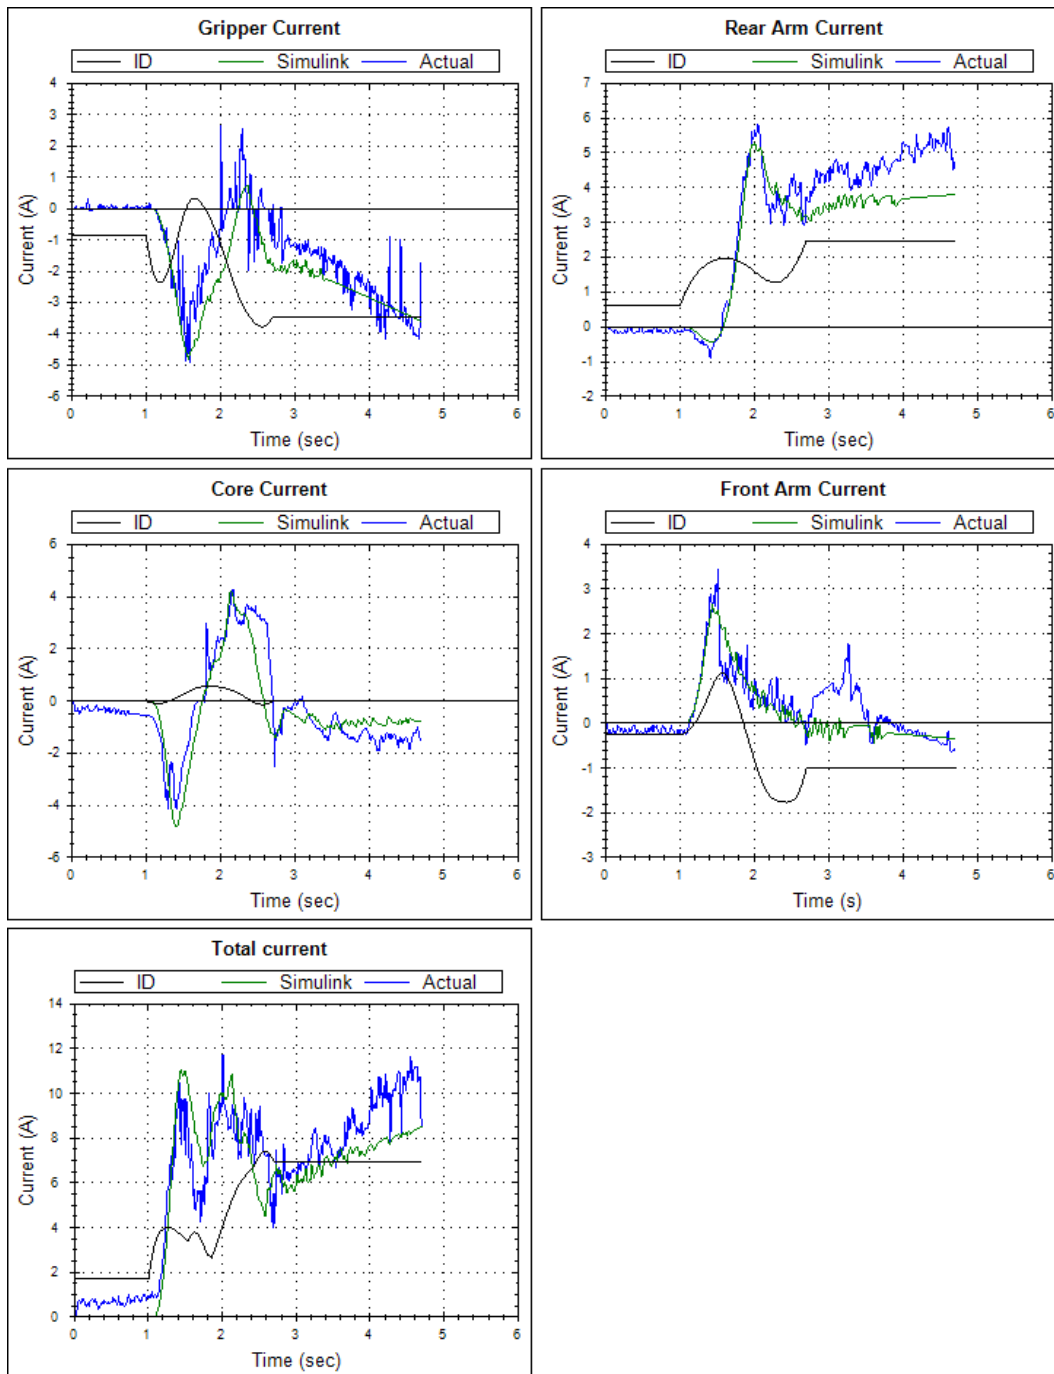 Gripper Current
ID Simulink Actual
4
3
2
1
0
-1
-2
-3
-4
-5
-6
Current (A)
0 1 2 3 4 5 6
Time (sec)
Rear Arm Current
ID Simulink Actual
7
6
5
4
3
2
1
0
-1
-2
Current (A)
0 1 2 3 4 5 6
Time (sec)
Core Current
ID Simulink Actual
6
4
2
0
-2
-4
-6
Current (A)
0 1 2 3 4 5 6
Time (sec)
Front Arm Current
ID Simulink Actual
4
3
2
1
0
-1
-2
-3
Current (A)
0 1 2 3 4 5 6
Time (s)
Total current
ID Simulink Actual
14
12
10
8
6
4
2
0
Current (A)
0 1 2 3 4 5 6
Time (sec)